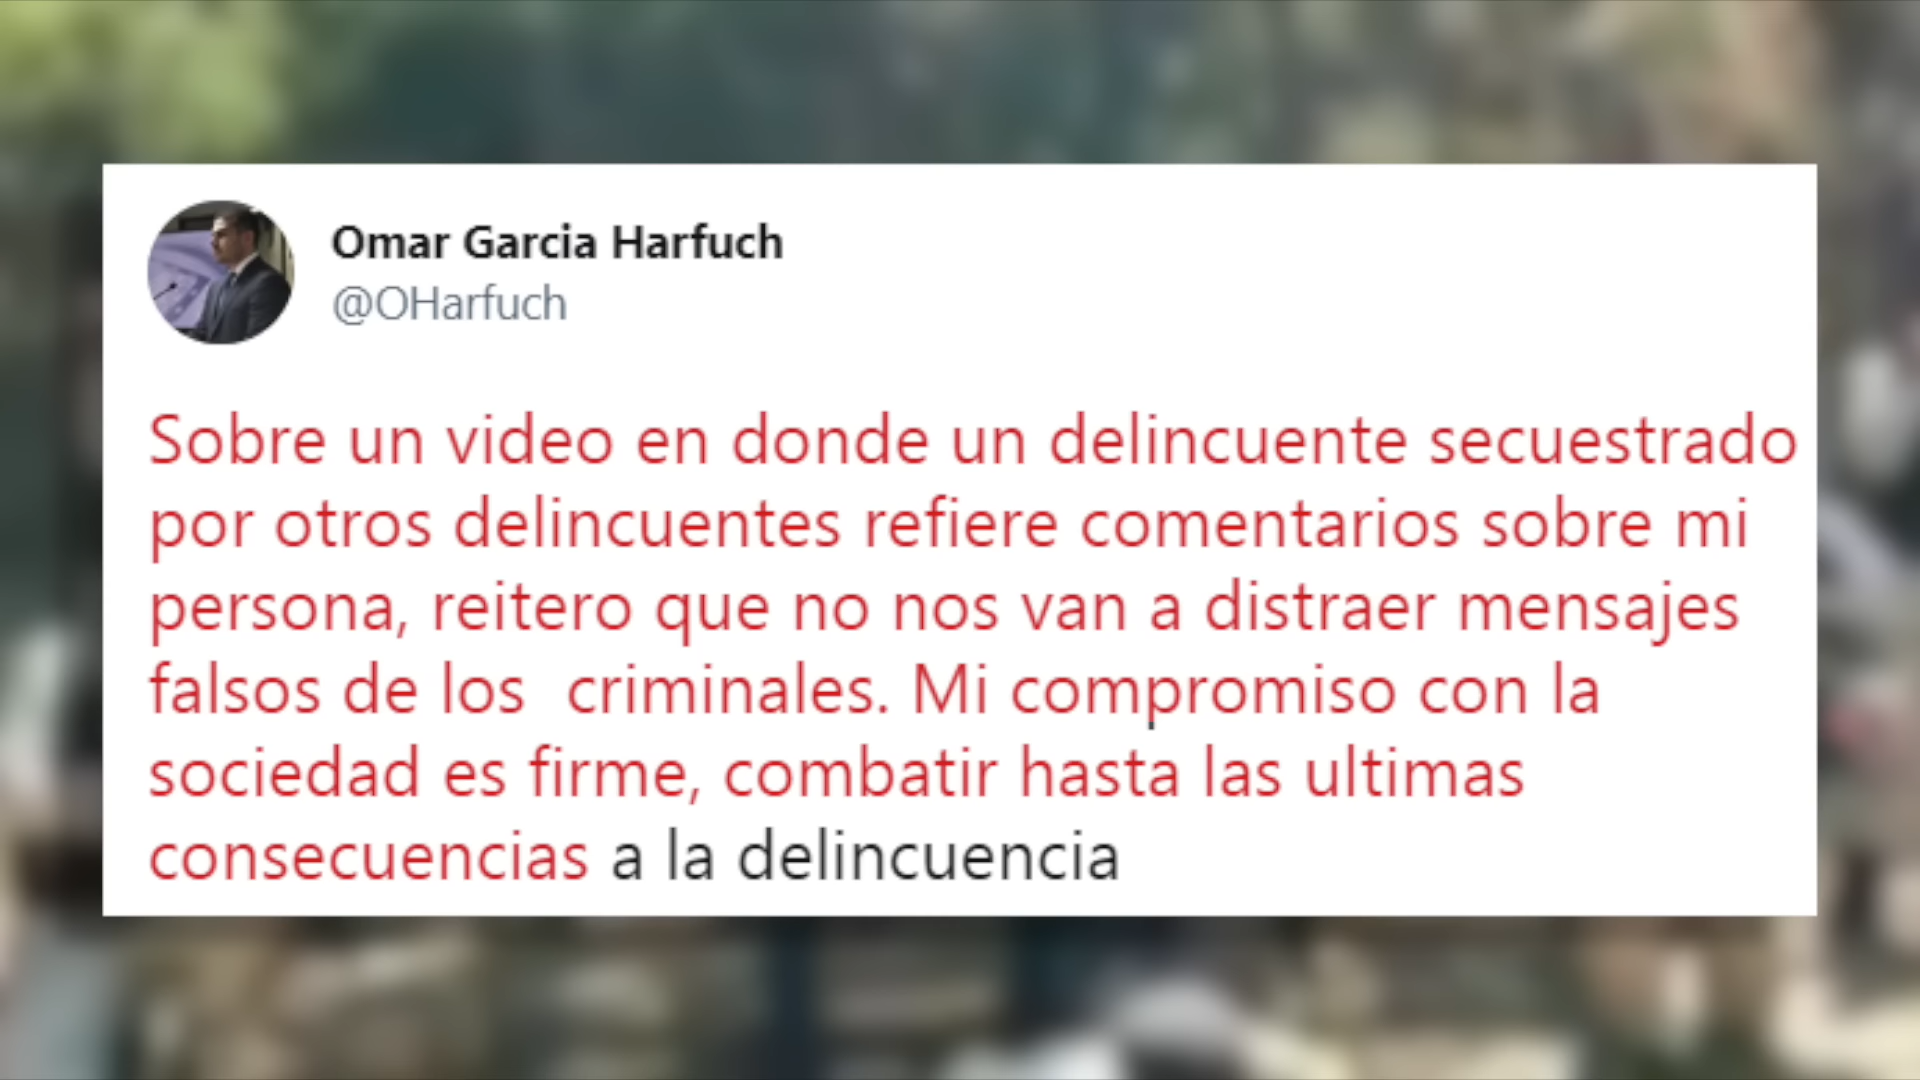 Omar Garcia Harfuch
@OHarfuch
Sobre un video en donde un delincuente secuestrado
por otros delincuentes refiere comentarios sobre mi
persona, reitero que no nos van a distraer mensajes
falsos de los criminales. Mi compromiso con la
sociedad es firme, combatir hasta las ultimas
consecuencias a la delincuencia